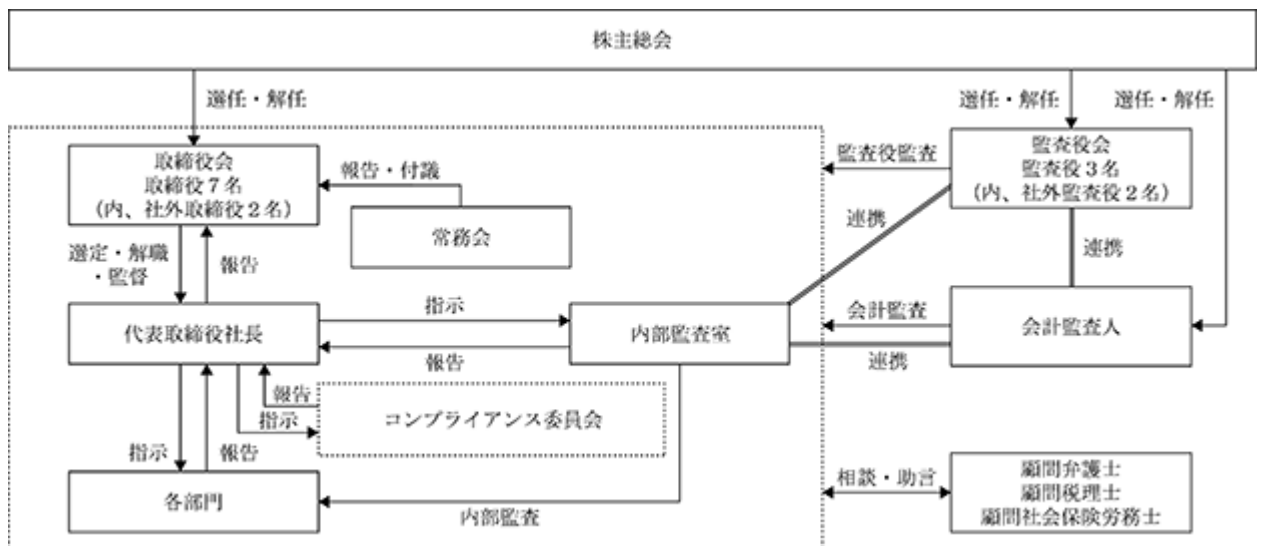 株主総会
選任・解任
選任・解任
選任・解任
取締役会
取締役7名
(内、社外取締役2名)
報告・付議
常務会
監査役監査
監査役会
監査役3名
(内、社外監査役2名)
連携
連携
選定・解職
・監督
報告
代表取締役社長
指示
報告
内部監査室
会計監査
連携
会計監査人
報告
指示
コンプライアンス委員会
指示
報告
各部門
内部監査
相談・助言
顧問弁護士
顧問税理士
顧問社会保険労務士